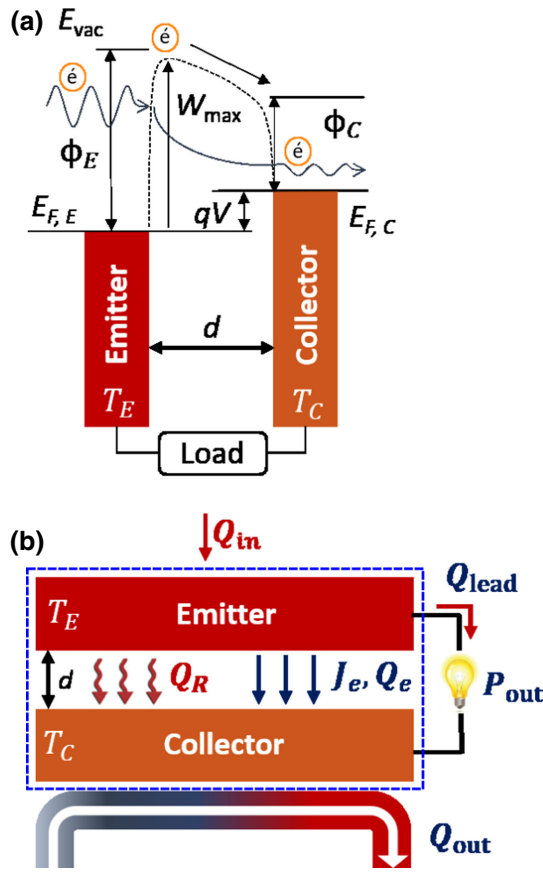 (a)
E_vac
é
é
W_max
ϕ_C
ϕ_E
é
E_F, E
qV
E_F, C
Emitter
d
Collector
T_E
T_C
Load
(b)
Q_in
Q_lead
T_E
Emitter
d
Q_R
J_e, Q_e
P_out
T_C
Collector
Q_out